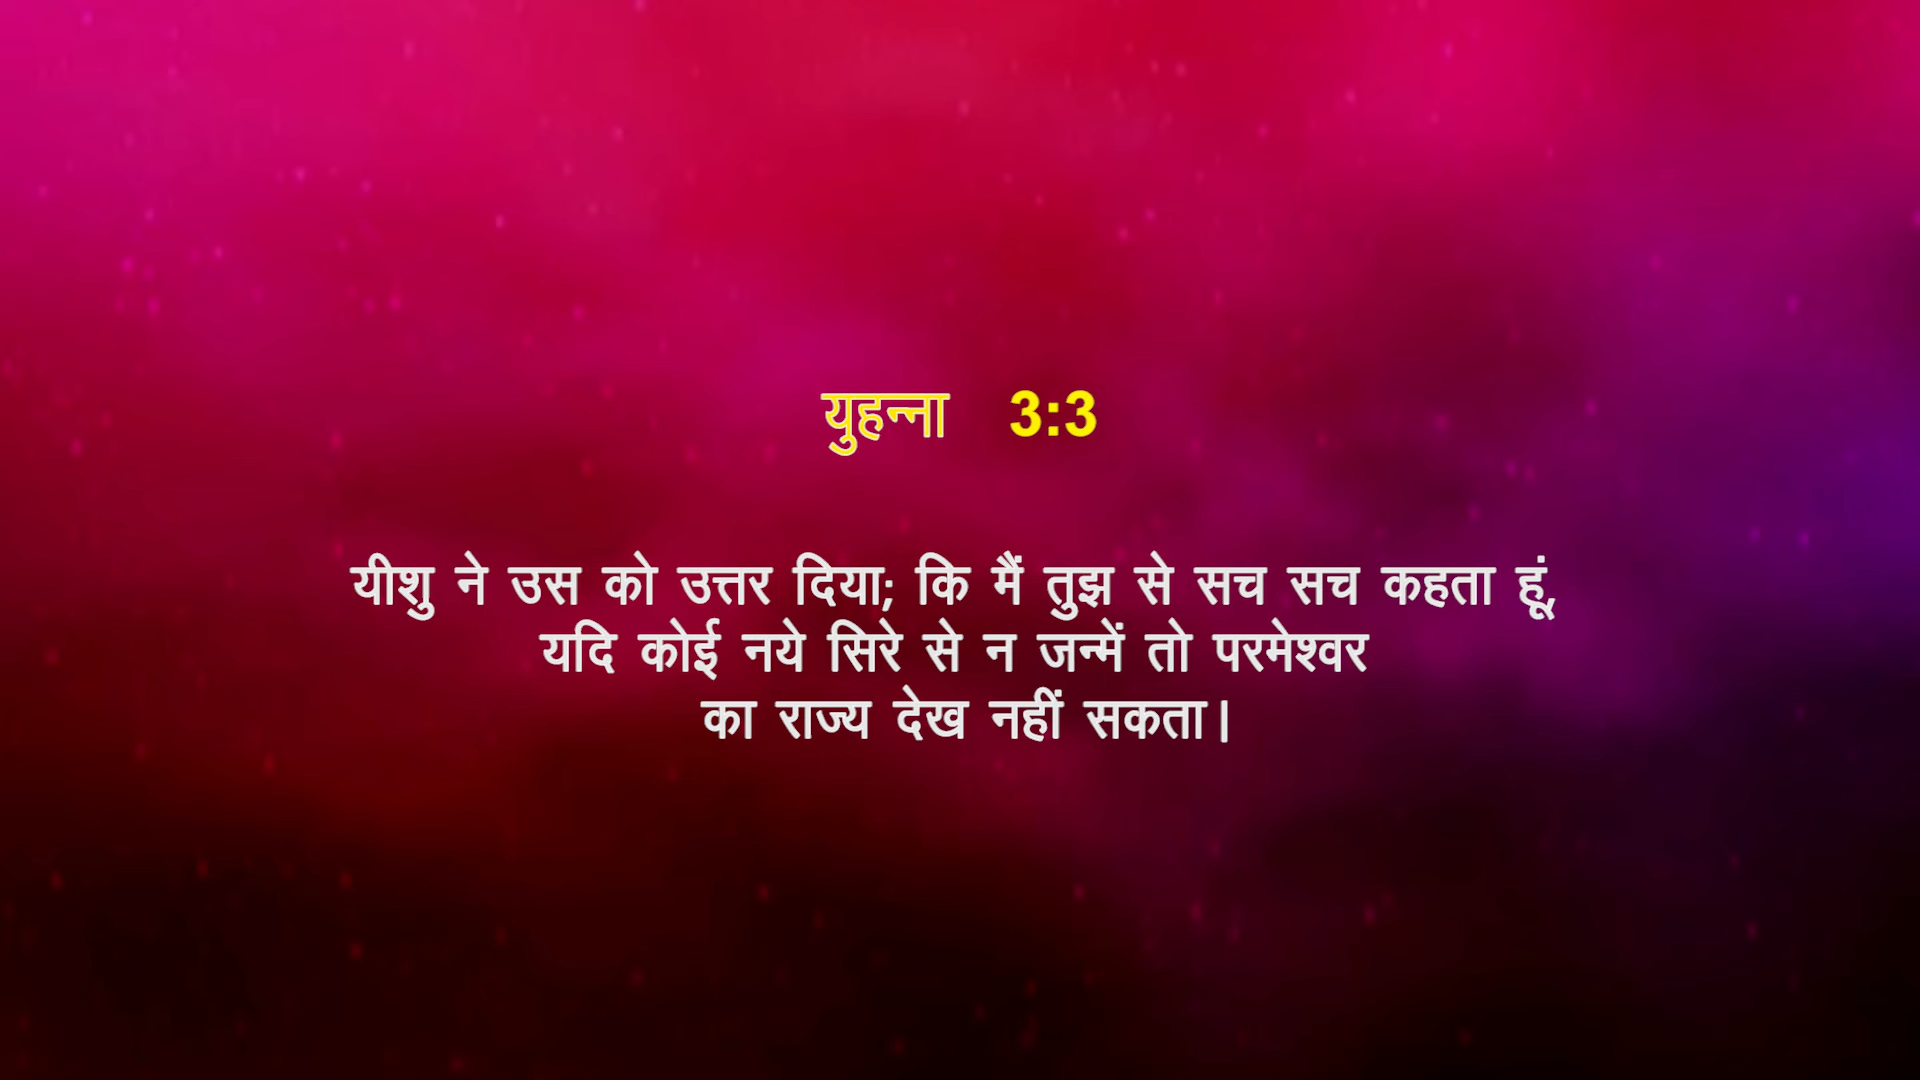 युहन्ना 3:3
यीशु ने उस को उत्तर दिया; कि मैं तुझ से सच सच कहता हूं,
यदि कोई नये सिरे से न जन्में तो परमेश्वर
का राज्य देख नहीं सकता।